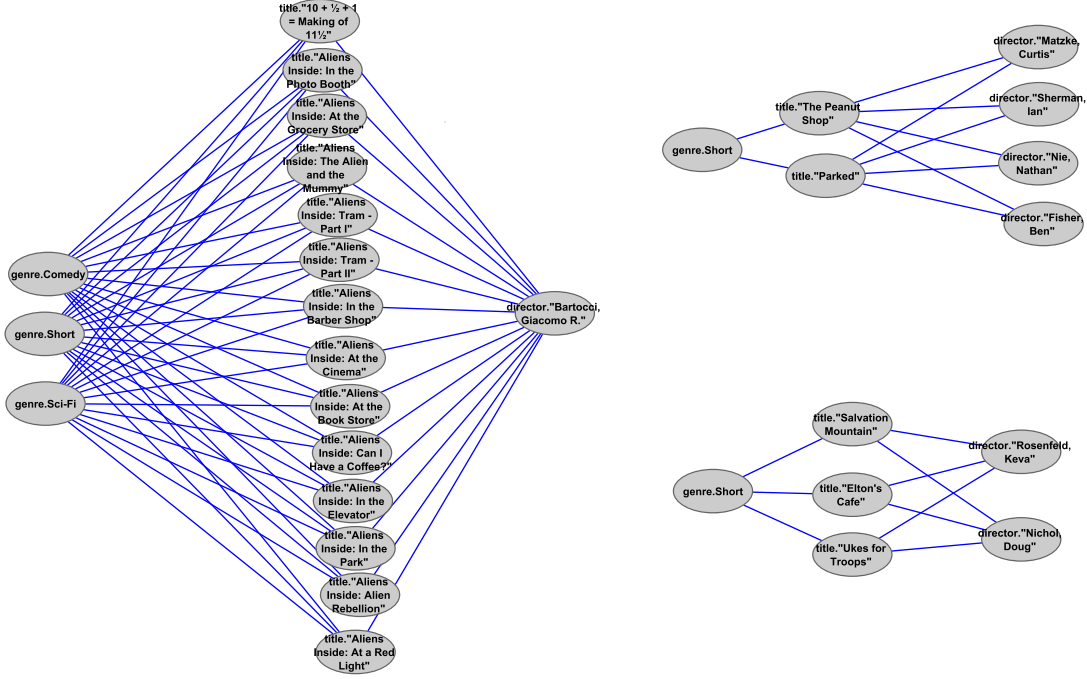 title."10 + ½ + 1
= Making of
11½"
title."Aliens
Inside: In the
Photo Booth"
title."Aliens
Inside: At the
Grocery Store"
title."Aliens
Inside: The Alien
and the
Mummy"
title."Aliens
Inside: Tram -
Part I"
title."Aliens
Inside: Tram -
Part II"
title."Aliens
Inside: In the
Barber Shop"
title."Aliens
Inside: At the
Cinema"
title."Aliens
Inside: At the
Book Store"
title."Aliens
Inside: Can I
Have a Coffee?"
title."Aliens
Inside: In the
Elevator"
title."Aliens
Inside: In the
Park"
title."Aliens
Inside: Alien
Rebellion"
title."Aliens
Inside: At a Red
Light"
genre.Comedy
genre.Short
genre.Sci-Fi
director."Bartocci,
Giacomo R."
genre.Short
title."The Peanut
Shop"
title."Parked"
director."Matzke,
Curtis"
director."Sherman,
Ian"
director."Nie,
Nathan"
director."Fisher,
Ben"
genre.Short
title."Salvation
Mountain"
title."Elton's
Cafe"
title."Ukes for
Troops"
director."Rosenfeld,
Keva"
director."Nichol,
Doug"